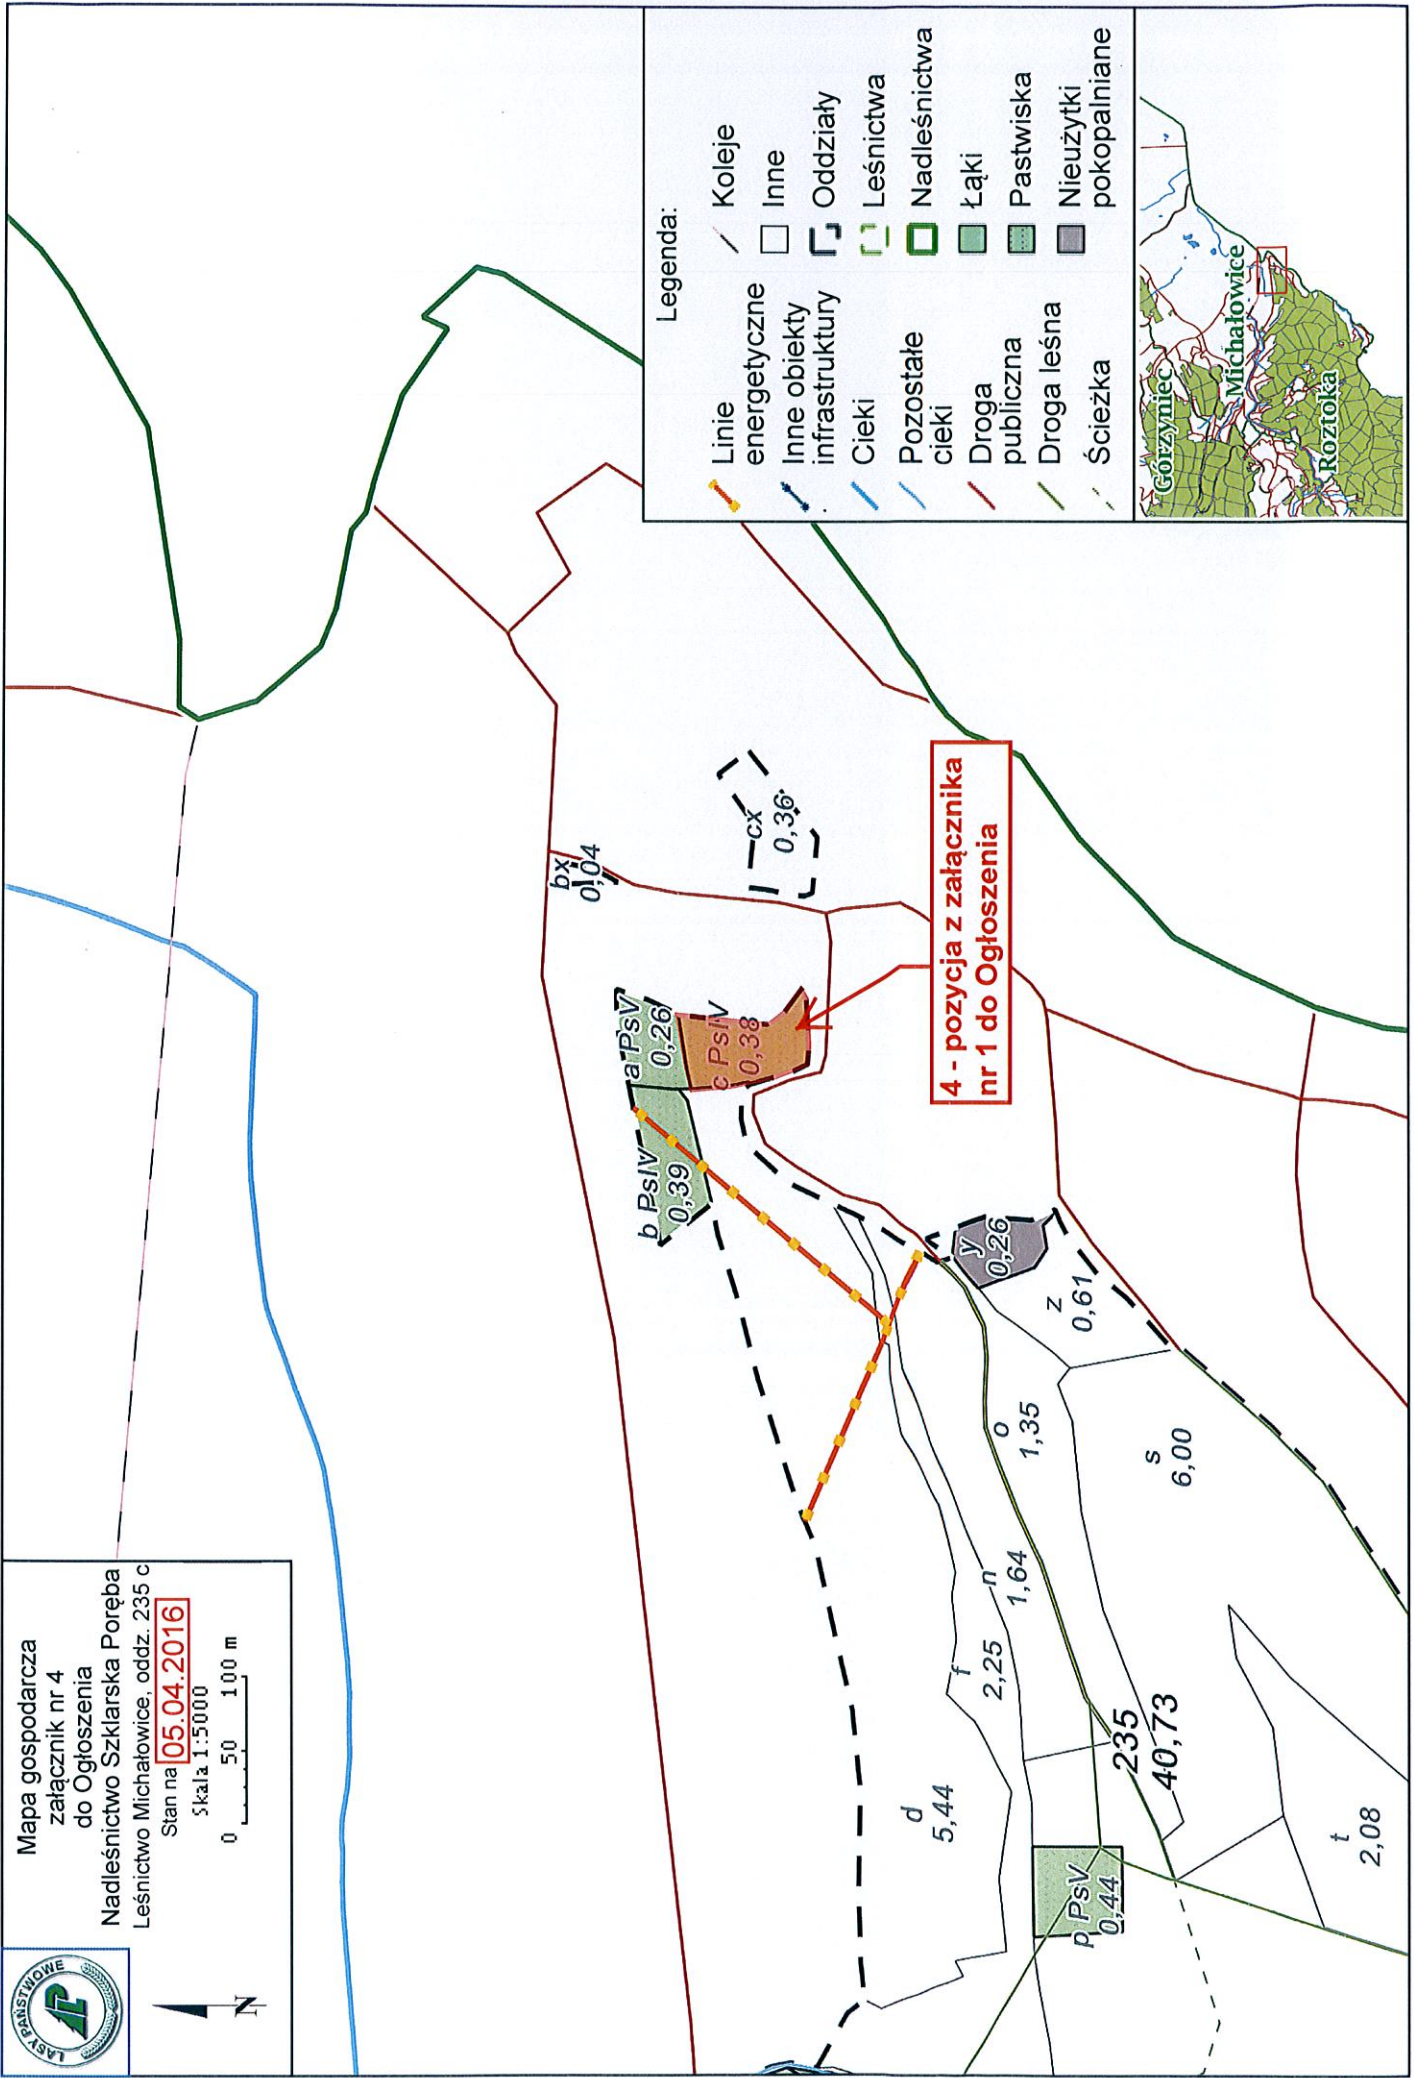 LASY PAŃSTWOWE
LP
N
Mapa gospodarcza
załącznik nr 4
do Ogłoszenia
Nadleśnictwo Szklarska Poręba
Leśnictwo Michałowice, oddz. 235 c
Stan na 05.04.2016
Skala 1:5000
0 50 100 m
bx
0,04
cx
0,36
a PsV
0,26
b PsIV
0,39
c PsIV
0,38
4 - pozycja z załącznika
nr 1 do Ogłoszenia
y
0,26
z
0,61
o
1,35
s
6,00
n
1,64
f
2,25
d
5,44
235
40,73
p PsV
0,44
t
2,08
Legenda:
Linie
energetyczne
Inne obiekty
infrastruktury
Cieki
Pozostałe
cieki
Droga
publiczna
Droga leśna
Ścieżka
Koleje
Inne
Oddziały
Leśnictwa
Nadleśnictwa
Łąki
Pastwiska
Nieużytki
pokopalniane
Górzyniec
Michałowice
Roztoka